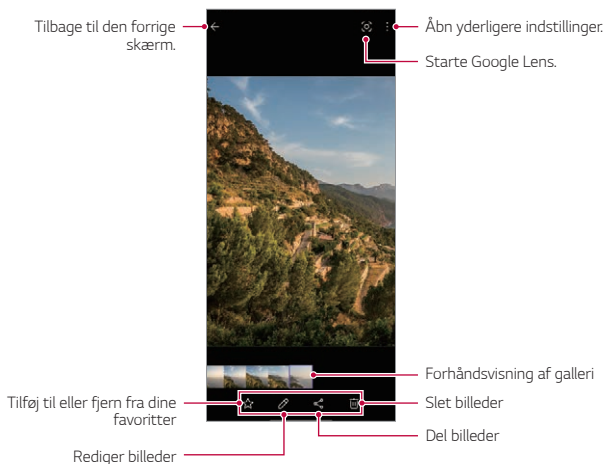 Tilbage til den forrige
skærm.
Åbn yderligere indstillinger.
Starte Google Lens.
Forhåndsvisning af galleri
Tilføj til eller fjern fra dine
favoritter
Slet billeder
Del billeder
Rediger billeder